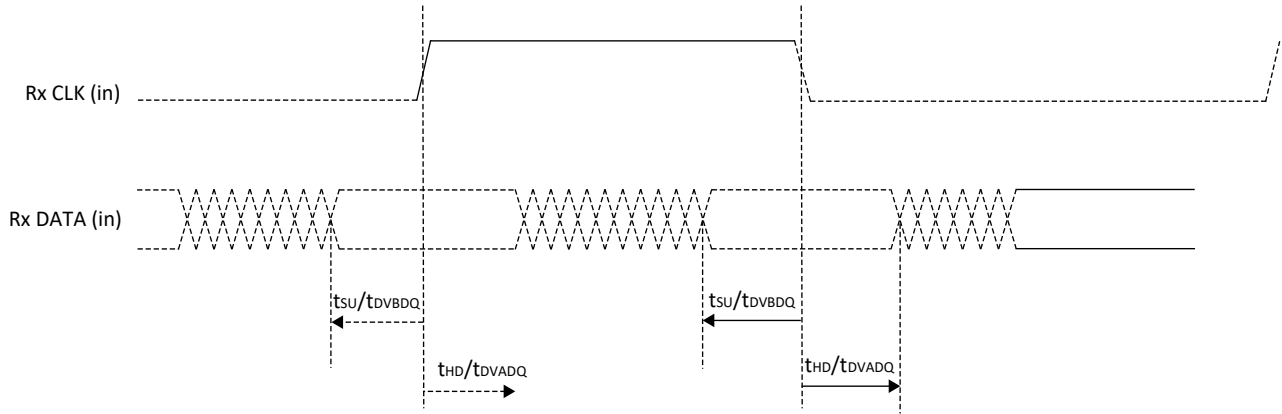 Rx CLK (in)
Rx DATA (in)
tSU/tDVBDQ
tSU/tDVBDQ
tHD/tDVADQ
tHD/tDVADQ